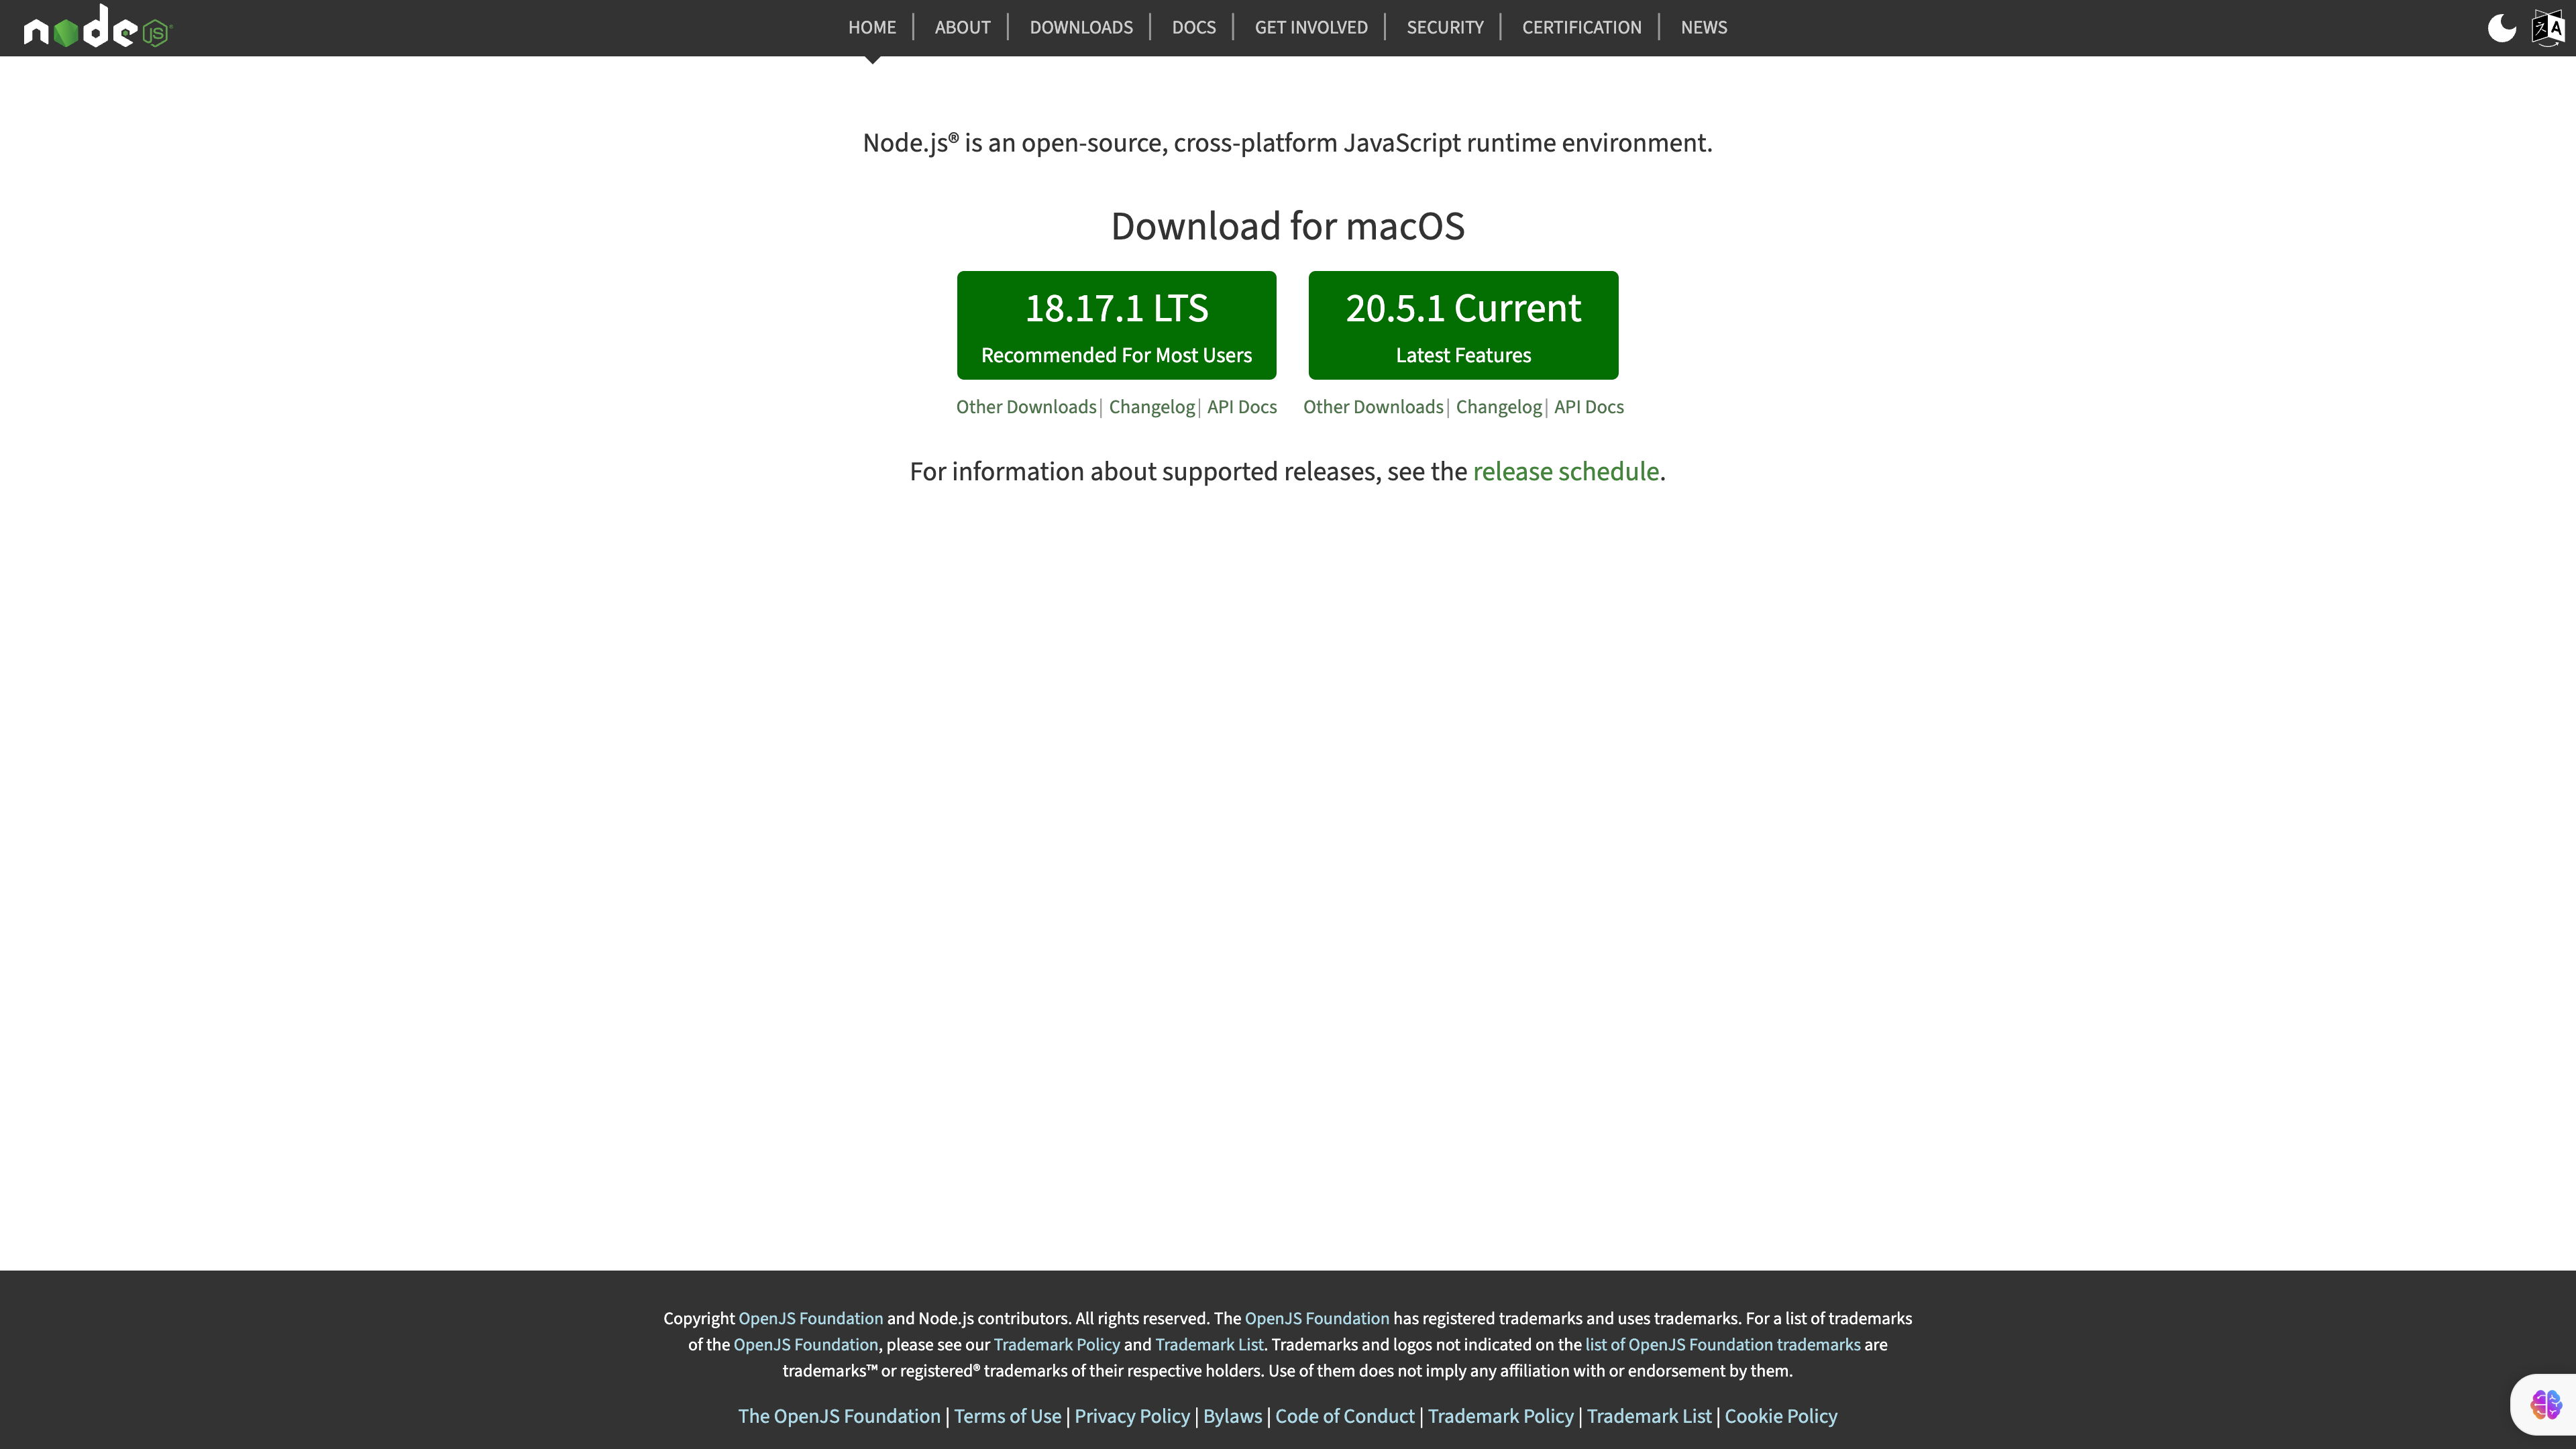 node JS®
HOME | ABOUT | DOWNLOADS | DOCS | GET INVOLVED | SECURITY | CERTIFICATION | NEWS
Node.js® is an open-source, cross-platform JavaScript runtime environment.
Download for macOS
18.17.1 LTS
Recommended For Most Users
Other Downloads | Changelog | API Docs
20.5.1 Current
Latest Features
Other Downloads | Changelog | API Docs
For information about supported releases, see the release schedule.
Copyright OpenJS Foundation and Node.js contributors. All rights reserved. The OpenJS Foundation has registered trademarks and uses trademarks. For a list of trademarks
of the OpenJS Foundation, please see our Trademark Policy and Trademark List. Trademarks and logos not indicated on the list of OpenJS Foundation trademarks are
trademarks™ or registered® trademarks of their respective holders. Use of them does not imply any affiliation with or endorsement by them.
The OpenJS Foundation | Terms of Use | Privacy Policy | Bylaws | Code of Conduct | Trademark Policy | Trademark List | Cookie Policy